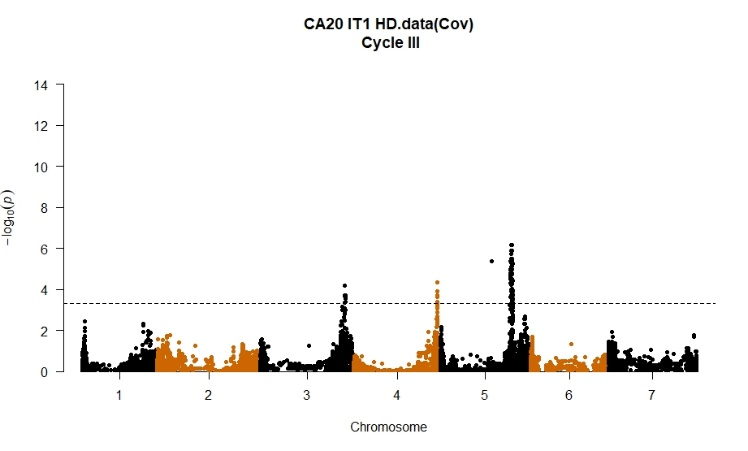 CA20 IT1 HD.data(Cov)
Cycle III
14
12
10
8
6
4
2
0
−log10(p)
1 2 3 4 5 6 7
Chromosome